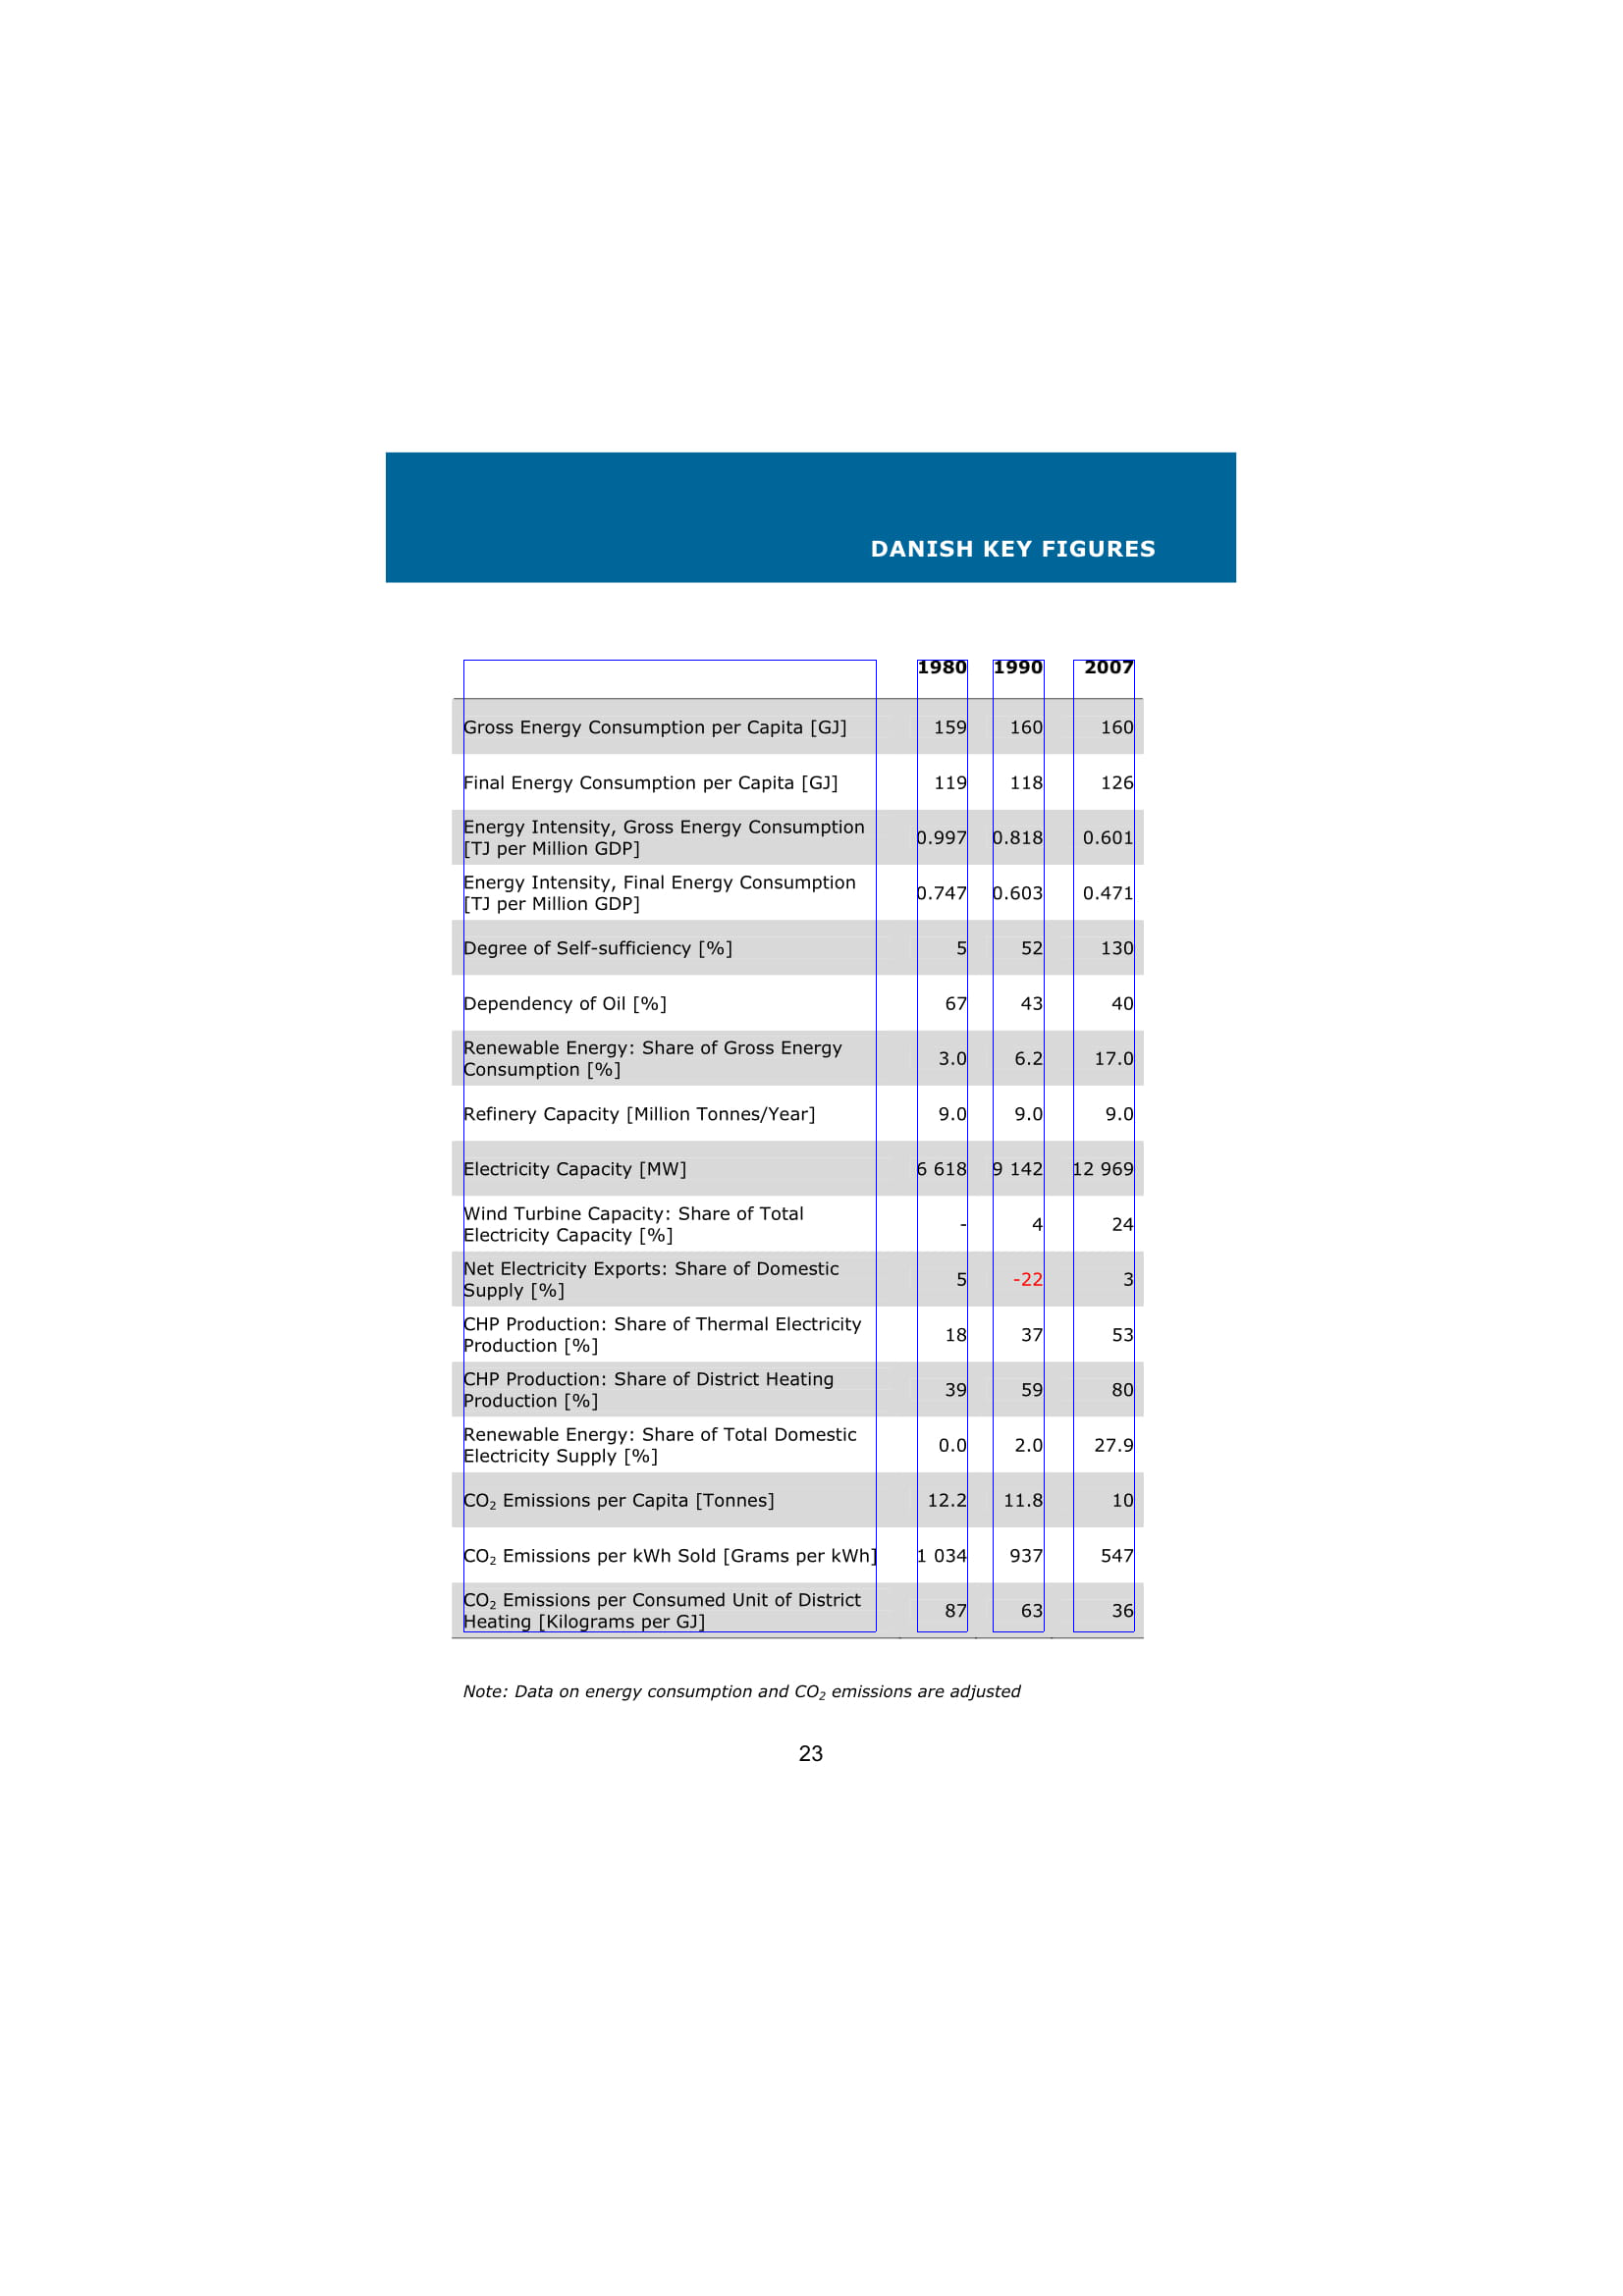 DANISH KEY FIGURES
1980 1990 2007
Gross Energy Consumption per Capita [GJ] 159 160 160
Final Energy Consumption per Capita [GJ] 119 118 126
Energy Intensity, Gross Energy Consumption
[TJ per Million GDP] 0.997 0.818 0.601
Energy Intensity, Final Energy Consumption
[TJ per Million GDP] 0.747 0.603 0.471
Degree of Self-sufficiency [%] 5 52 130
Dependency of Oil [%] 67 43 40
Renewable Energy: Share of Gross Energy
Consumption [%] 3.0 6.2 17.0
Refinery Capacity [Million Tonnes/Year] 9.0 9.0 9.0
Electricity Capacity [MW] 6 618 9 142 12 969
Wind Turbine Capacity: Share of Total
Electricity Capacity [%] - 4 24
Net Electricity Exports: Share of Domestic
Supply [%] 5 -22 3
CHP Production: Share of Thermal Electricity
Production [%] 18 37 53
CHP Production: Share of District Heating
Production [%] 39 59 80
Renewable Energy: Share of Total Domestic
Electricity Supply [%] 0.0 2.0 27.9
CO₂ Emissions per Capita [Tonnes] 12.2 11.8 10
CO₂ Emissions per kWh Sold [Grams per kWh] 1 034 937 547
CO₂ Emissions per Consumed Unit of District
Heating [Kilograms per GJ] 87 63 36
Note: Data on energy consumption and CO₂ emissions are adjusted
23